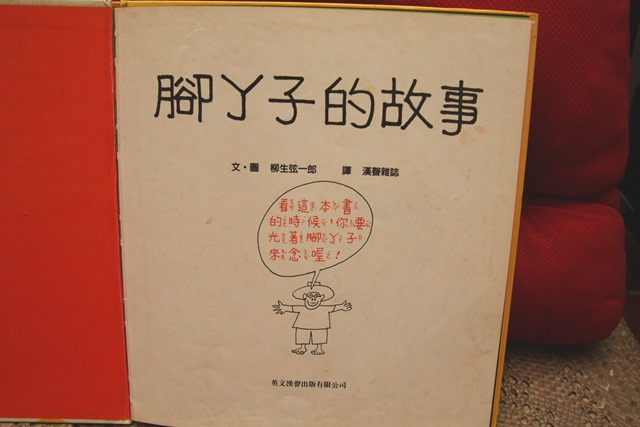 腳丫子的故事
文・圖 柳生弦一郎 譯 漢聲雜誌
看這本書
的時候，你要
光著腳丫子
來念喔！
英文漢聲出版有限公司